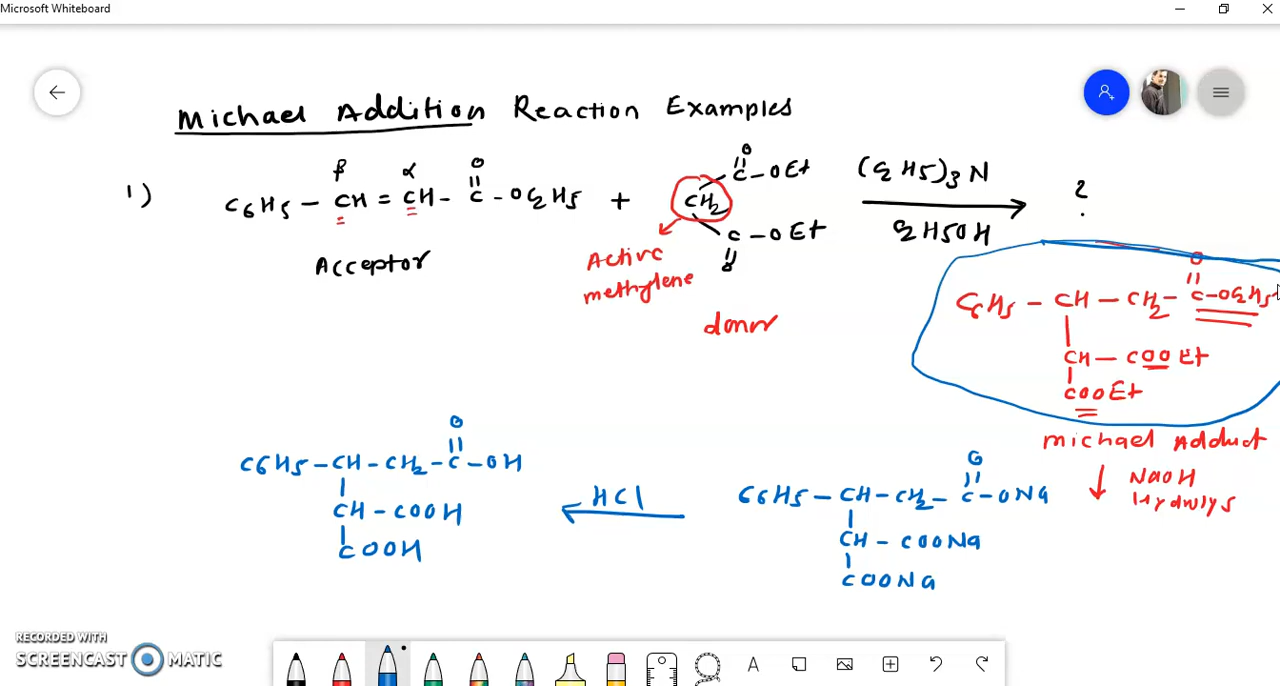 Microsoft Whiteboard
Michael Addition Reaction Examples
β α O O
1) C6H5 - CH = CH - C - OC2H5 + CH2 C - OEt (C2H5)3N ?
C - OEt C2H5OH
O
Acceptor Active
methylene
donor
O
C6H5 - CH - CH2 - C - OC2H5
CH - COOEt
COOEt
Michael Adduct
NaOH
O
C6H5 - CH - CH2 - C - ONa
CH - COONa
COONa
HCl
O
C6H5 - CH - CH2 - C - OH
CH - COOH
COOH
RECORDED WITH
SCREENCAST MATIC
A